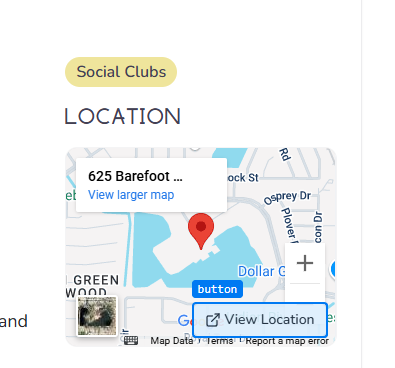 Social Clubs
LOCATION
625 Barefoot ...
View larger map
ock St
Rd
Osprey Dr
Plover
con Dr
Dollar G
GREEN
WOOD
button
View Location
and
Map Data
Terms
Report a map error